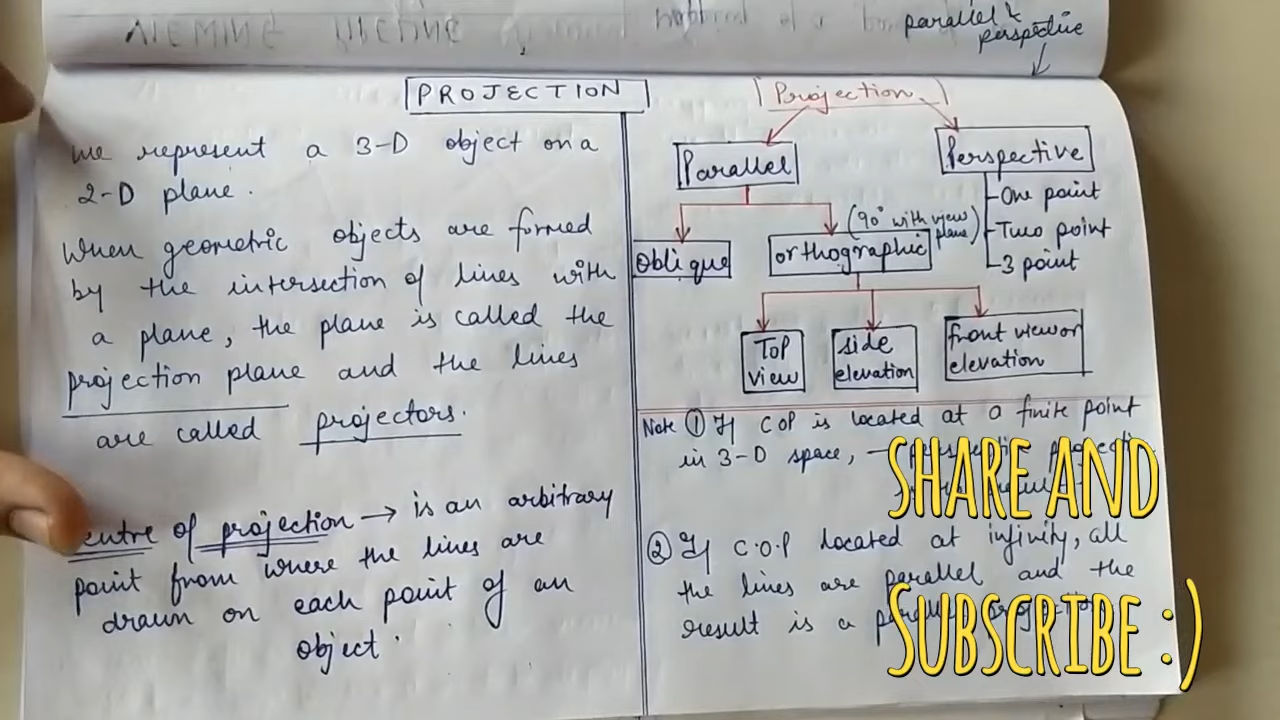 parallel &
perspective
PROJECTION
We represent a 3-D object on a
2-D plane.
When geometric objects are formed
by the intersection of lines with
a plane, the plane is called the
projection plane and the lines
are called projectors.
centre of projection → is an arbitrary
point from where the lines are
drawn on each point of an
object.
Projection
Parallel
Perspective
One point
Two point
3 point
Oblique
orthographic
(90° with view
plane)
Top
view
side
elevation
front view or
elevation
Note ① If COP is located at a finite point
in 3-D space, —
② If C.O.P located at infinity, all
the lines are parallel and the
result is a parallel projection
SHARE AND
SUBSCRIBE :)